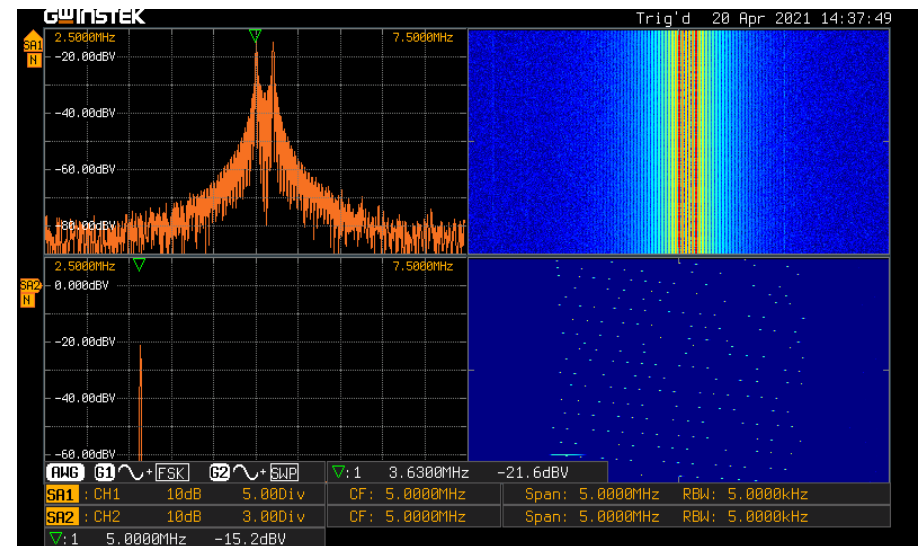 GWINSTEK Trig'd 20 Apr 2021 14:37:49
SA1 2.5000MHz 1 7.5000MHz
N -20.00dBV
-40.00dBV
-60.00dBV
-80.00dBV
2.5000MHz 7.5000MHz
SA2 0.000dBV
N
-20.00dBV
-40.00dBV
-60.00dBV
AWG G1 + FSK G2 + SWP ▽:1 3.6300MHz -21.6dBV
SA1 : CH1 10dB 5.00Div CF: 5.0000MHz Span: 5.0000MHz RBW: 5.0000kHz
SA2 : CH2 10dB 3.00Div CF: 5.0000MHz Span: 5.0000MHz RBW: 5.0000kHz
▽:1 5.0000MHz -15.2dBV